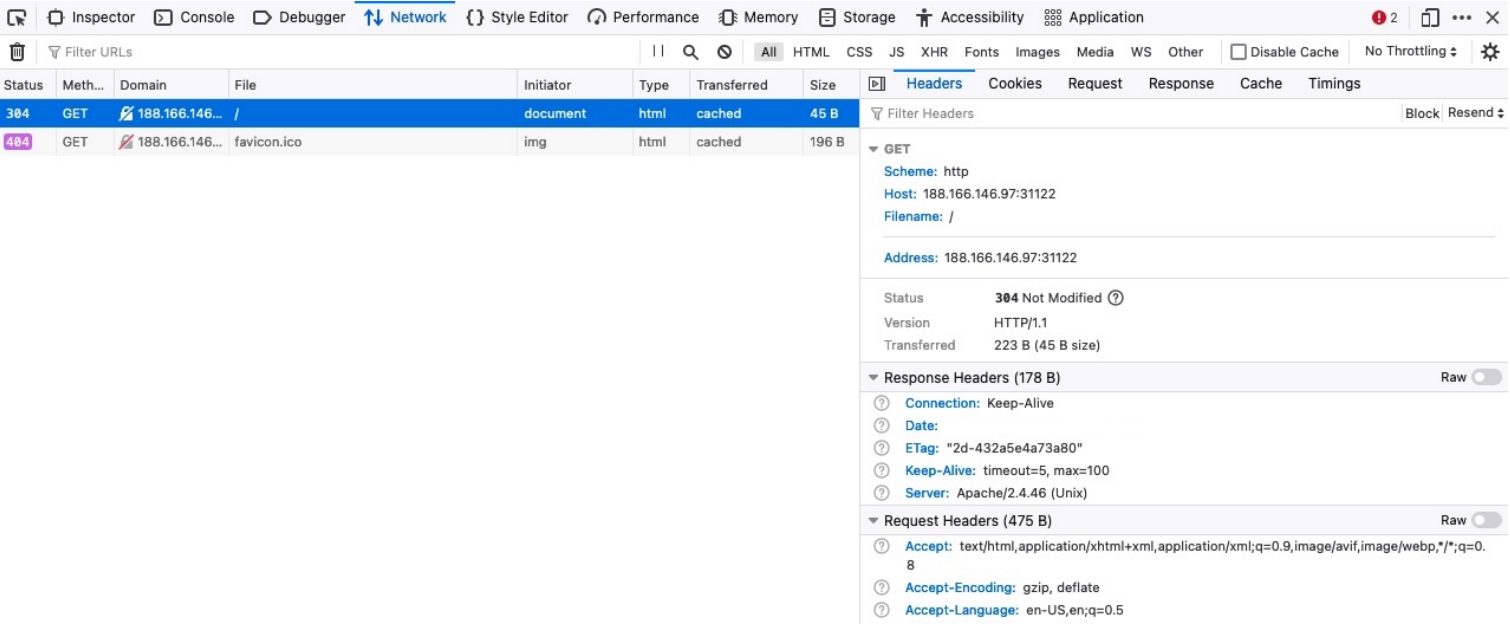 Inspector Console Debugger Network Style Editor Performance Memory Storage Accessibility Application 2
Filter URLs All HTML CSS JS XHR Fonts Images Media WS Other Disable Cache No Throttling
Status Meth... Domain File Initiator Type Transferred Size
304 GET 188.166.146... / document html cached 45 B
404 GET 188.166.146... favicon.ico img html cached 196 B
Headers Cookies Request Response Cache Timings
Filter Headers Block Resend
GET
Scheme: http
Host: 188.166.146.97:31122
Filename: /
Address: 188.166.146.97:31122
Status 304 Not Modified
Version HTTP/1.1
Transferred 223 B (45 B size)
Response Headers (178 B) Raw
Connection: Keep-Alive
Date:
ETag: "2d-432a5e4a73a80"
Keep-Alive: timeout=5, max=100
Server: Apache/2.4.46 (Unix)
Request Headers (475 B) Raw
Accept: text/html,application/xhtml+xml,application/xml;q=0.9,image/avif,image/webp,*/*;q=0.
8
Accept-Encoding: gzip, deflate
Accept-Language: en-US,en;q=0.5